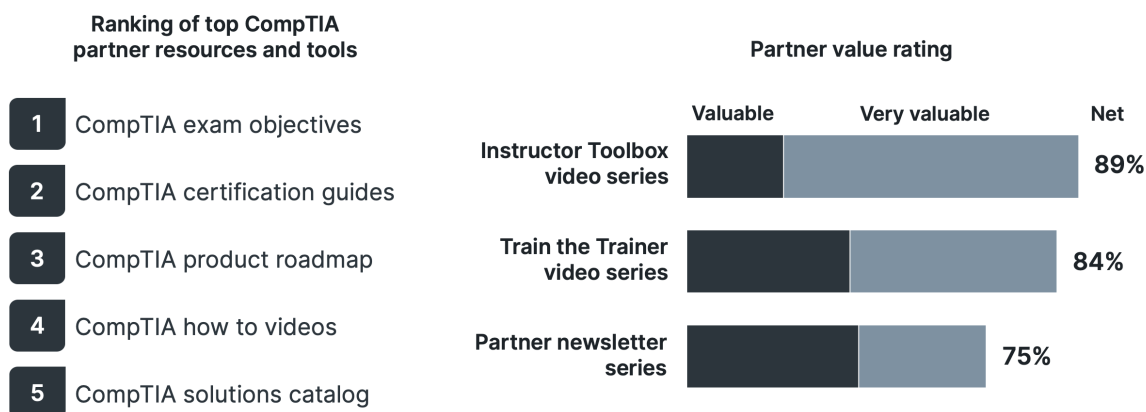 Ranking of top CompTIA
partner resources and tools
1 CompTIA exam objectives
2 CompTIA certification guides
3 CompTIA product roadmap
4 CompTIA how to videos
5 CompTIA solutions catalog
Partner value rating
Valuable Very valuable Net
Instructor Toolbox
video series
89%
Train the Trainer
video series
84%
Partner newsletter
series
75%